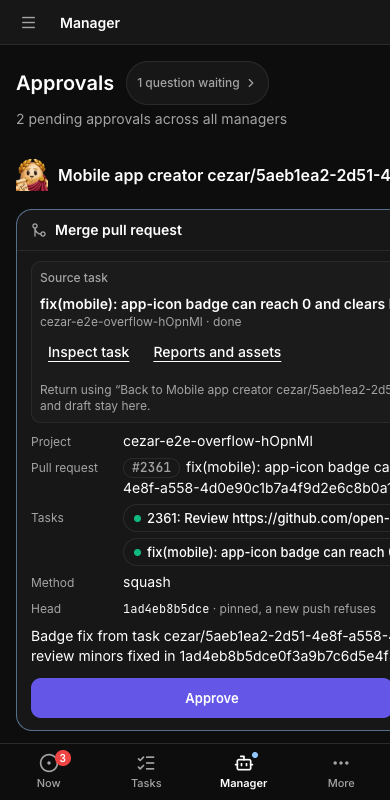 Manager
Approvals
1 question waiting
2 pending approvals across all managers
Mobile app creator cezar/5aeb1ea2-2d51-4
Merge pull request
Source task
fix(mobile): app-icon badge can reach 0 and clears
cezar-e2e-overflow-hOpnMI · done
Inspect task Reports and assets
Return using “Back to Mobile app creator cezar/5aeb1ea2-2d5
and draft stay here.
Project cezar-e2e-overflow-hOpnMI
Pull request #2361 fix(mobile): app-icon badge ca
4e8f-a558-4d0e90c1b7a4f9d2e6c8b0a
Tasks 2361: Review https://github.com/open-
fix(mobile): app-icon badge can reach
Method squash
Head 1ad4eb8b5dce · pinned, a new push refuses
Badge fix from task cezar/5aeb1ea2-2d51-4e8f-a558-
review minors fixed in 1ad4eb8b5dce0f3a9b7c6d5e4f
Approve
3
Now Tasks Manager More